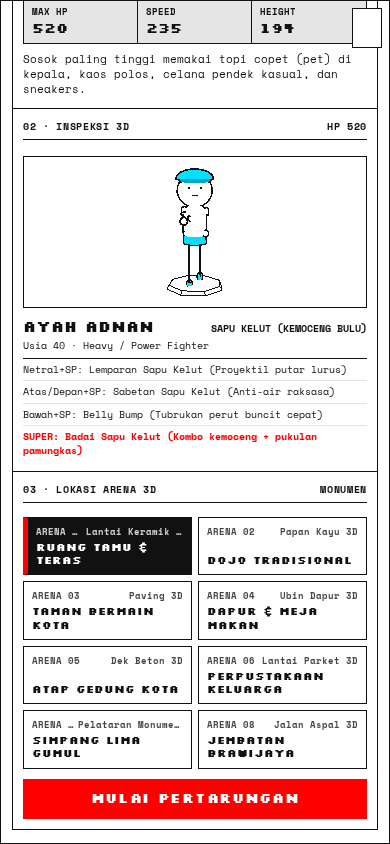 MAX HP
520
SPEED
235
HEIGHT
194
Sosok paling tinggi memakai topi copet (pet) di
kepala, kaos polos, celana pendek kasual, dan
sneakers.
02 · INSPEKSI 3D
HP 520
AYAH ADNAN
SAPU KELUT (KEMOCENG BULU)
Usia 40 · Heavy / Power Fighter
Netral+SP: Lemparan Sapu Kelut (Proyektil putar lurus)
Atas/Depan+SP: Sabetan Sapu Kelut (Anti-air raksasa)
Bawah+SP: Belly Bump (Tubrukan perut buncit cepat)
SUPER: Badai Sapu Kelut (Kombo kemoceng + pukulan
pamungkas)
03 · LOKASI ARENA 3D
MONUMEN
ARENA … Lantai Keramik …
RUANG TAMU &
TERAS
ARENA 02 Papan Kayu 3D
DOJO TRADISIONAL
ARENA 03 Paving 3D
TAMAN BERMAIN
KOTA
ARENA 04 Ubin Dapur 3D
DAPUR & MEJA
MAKAN
ARENA 05 Dek Beton 3D
ATAP GEDUNG KOTA
ARENA 06 Lantai Parket 3D
PERPUSTAKAAN
KELUARGA
ARENA … Pelataran Monume…
SIMPANG LIMA
GUMUL
ARENA 08 Jalan Aspal 3D
JEMBATAN
BRAWIJAYA
MULAI PERTARUNGAN